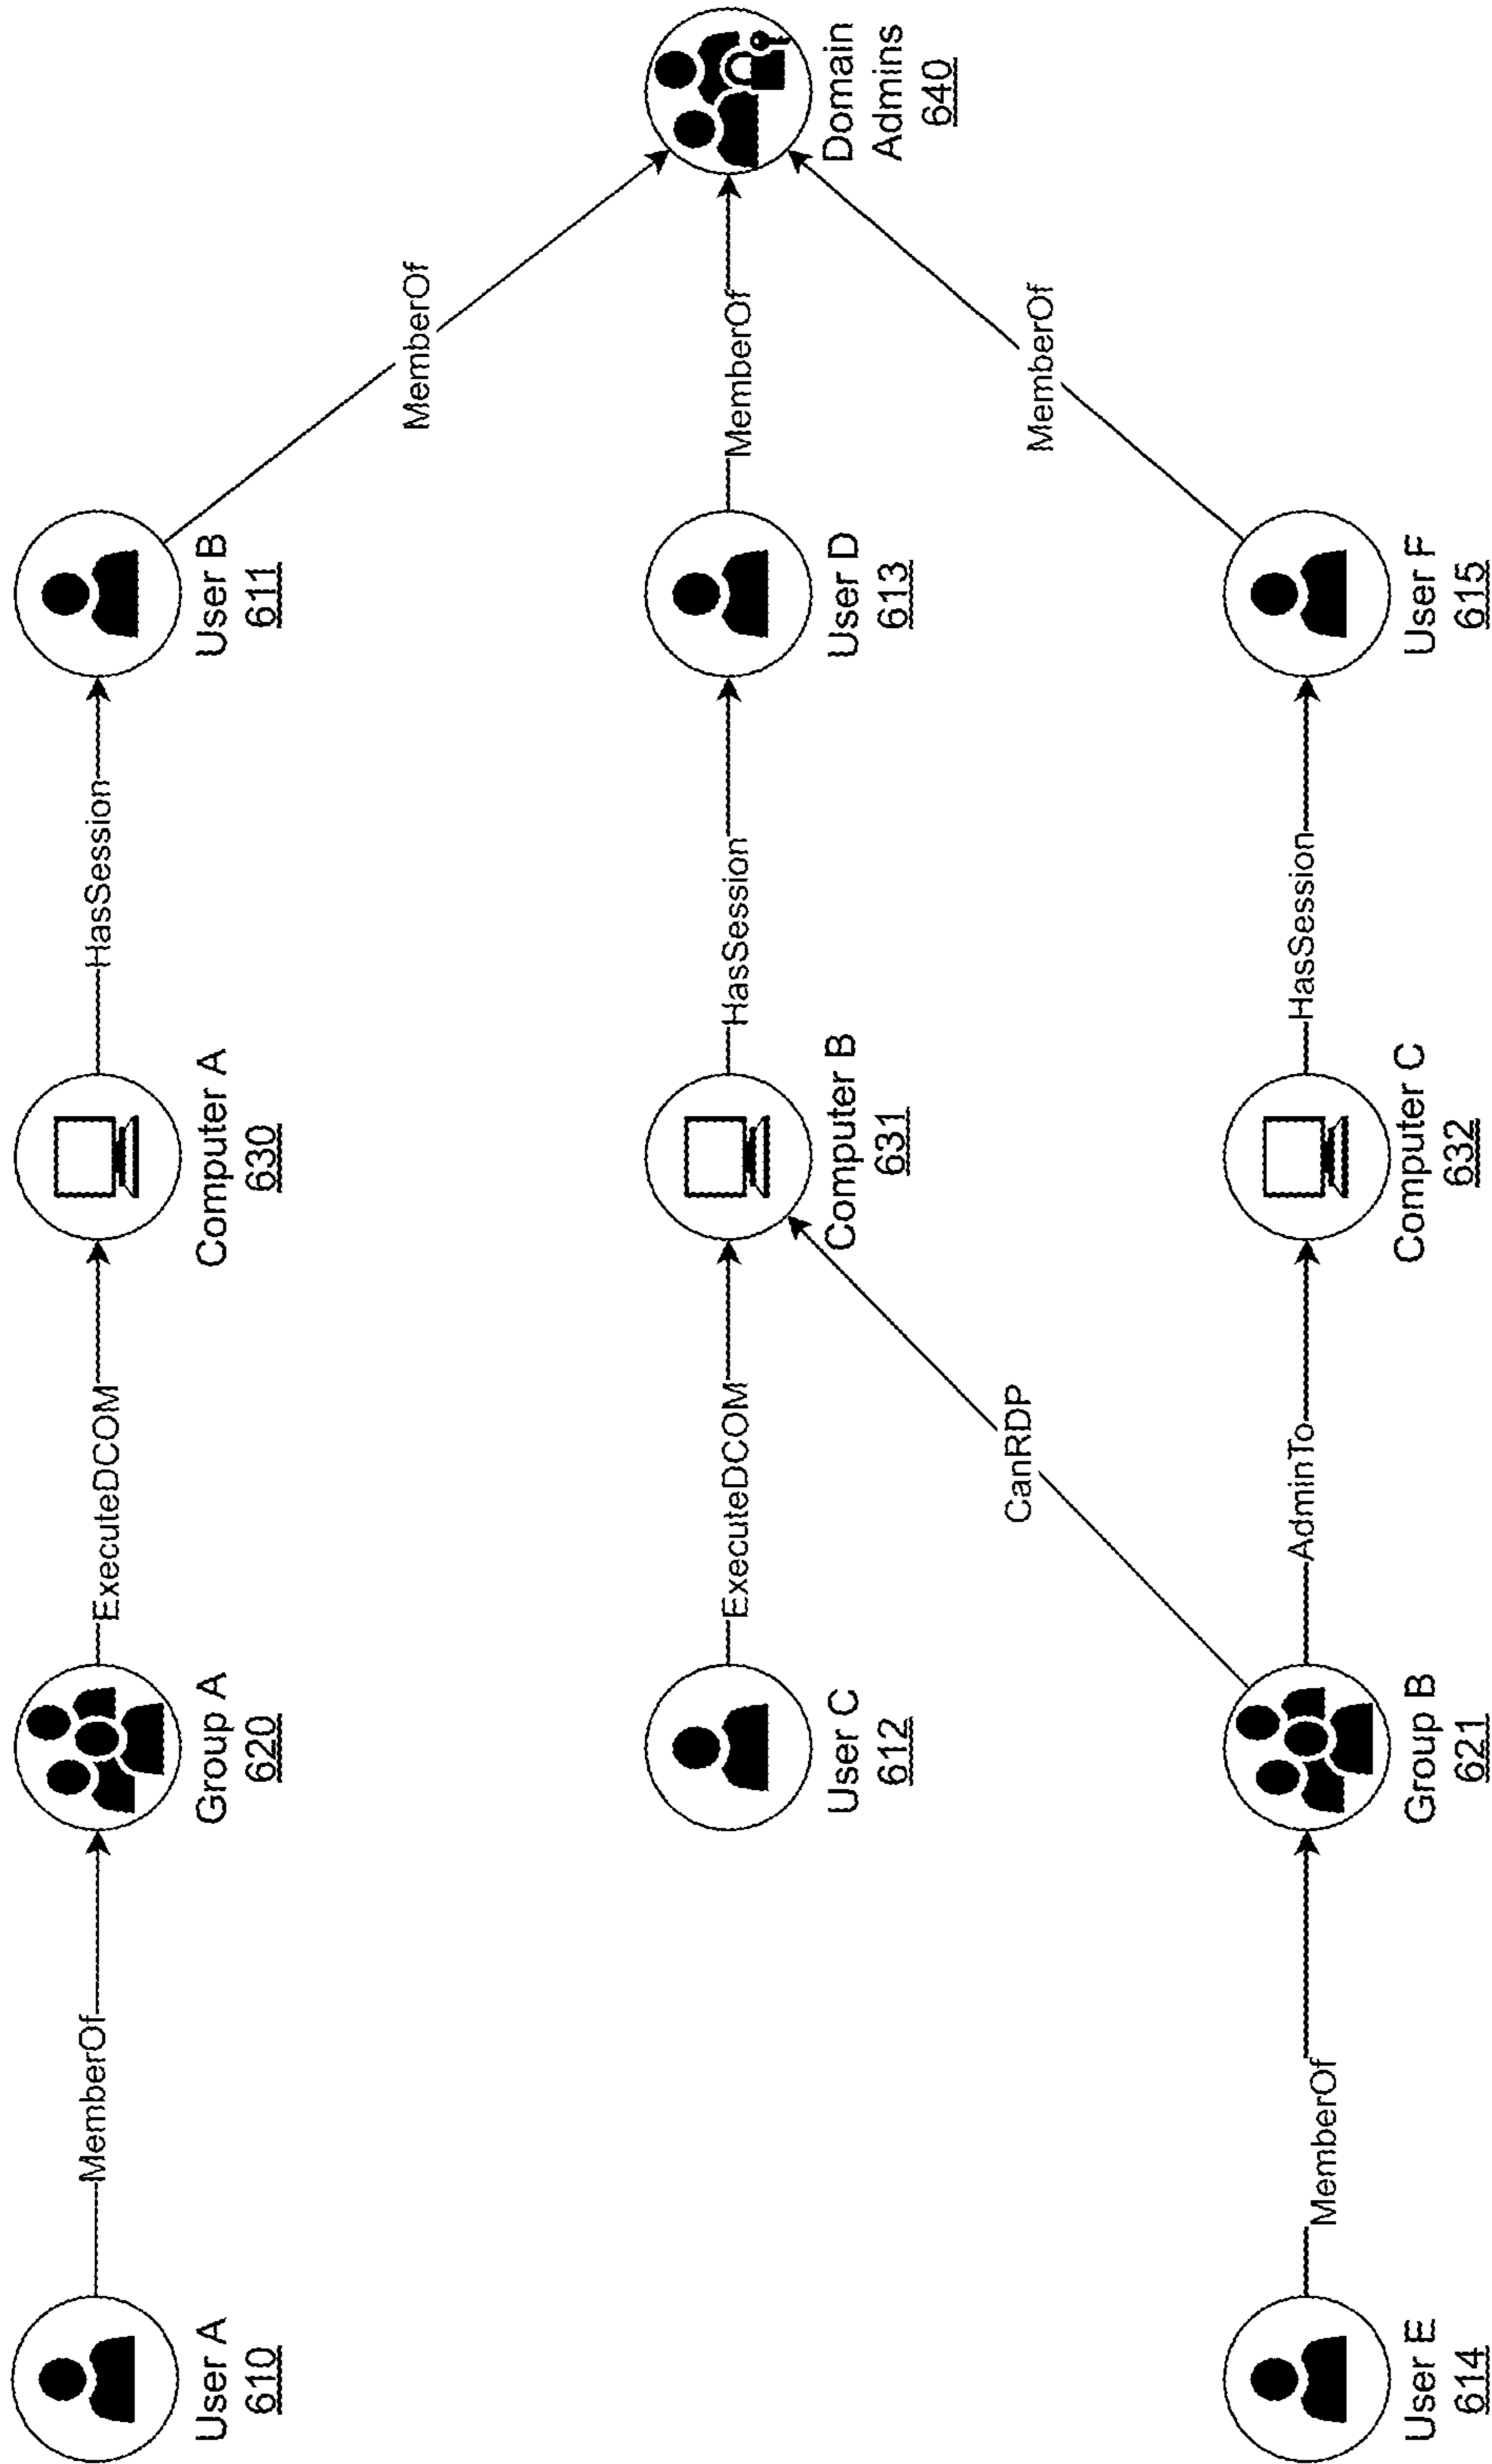 User A
610
MemberOf
Group A
620
ExecuteDCOM
Computer A
630
HasSession
User B
611
MemberOf
User C
612
ExecuteDCOM
Computer B
631
HasSession
User D
613
MemberOf
Domain
Admins
640
CanRDP
MemberOf
User E
614
MemberOf
Group B
621
AdminTo
Computer C
632
HasSession
User F
615